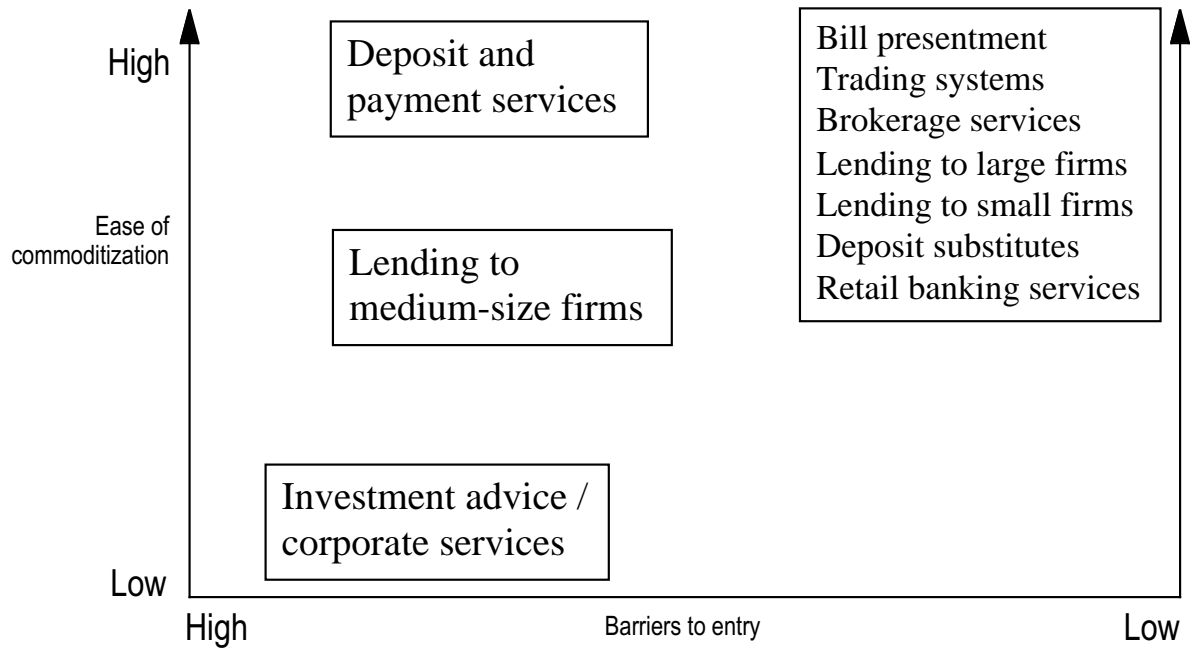 High
Deposit and
payment services
Bill presentment
Trading systems
Brokerage services
Lending to large firms
Lending to small firms
Deposit substitutes
Retail banking services
Ease of
commoditization
Lending to
medium-size firms
Investment advice /
corporate services
Low
High
Barriers to entry
Low